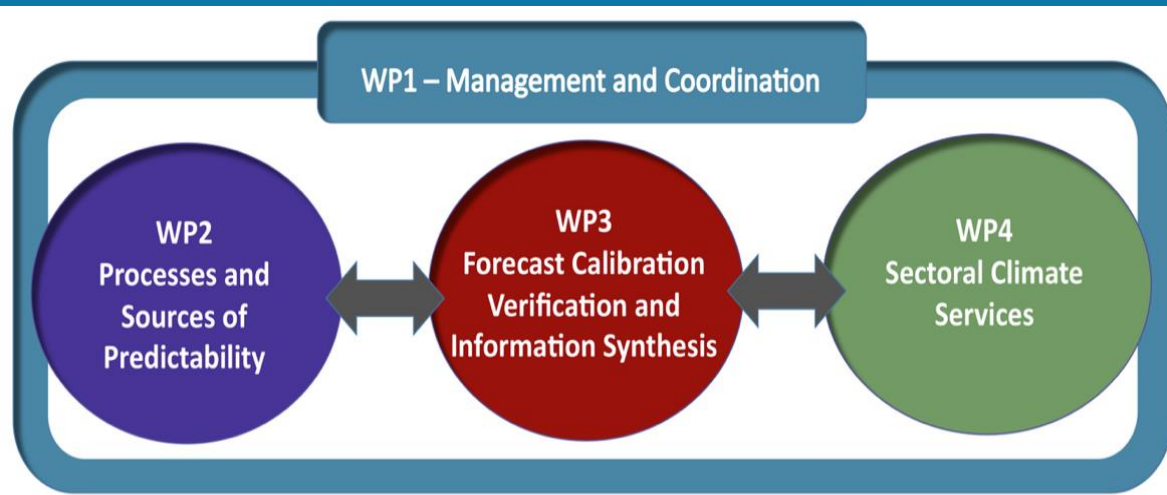 WP1 – Management and Coordination
WP2
Processes and
Sources of
Predictability
WP3
Forecast Calibration
Verification and
Information Synthesis
WP4
Sectoral Climate
Services